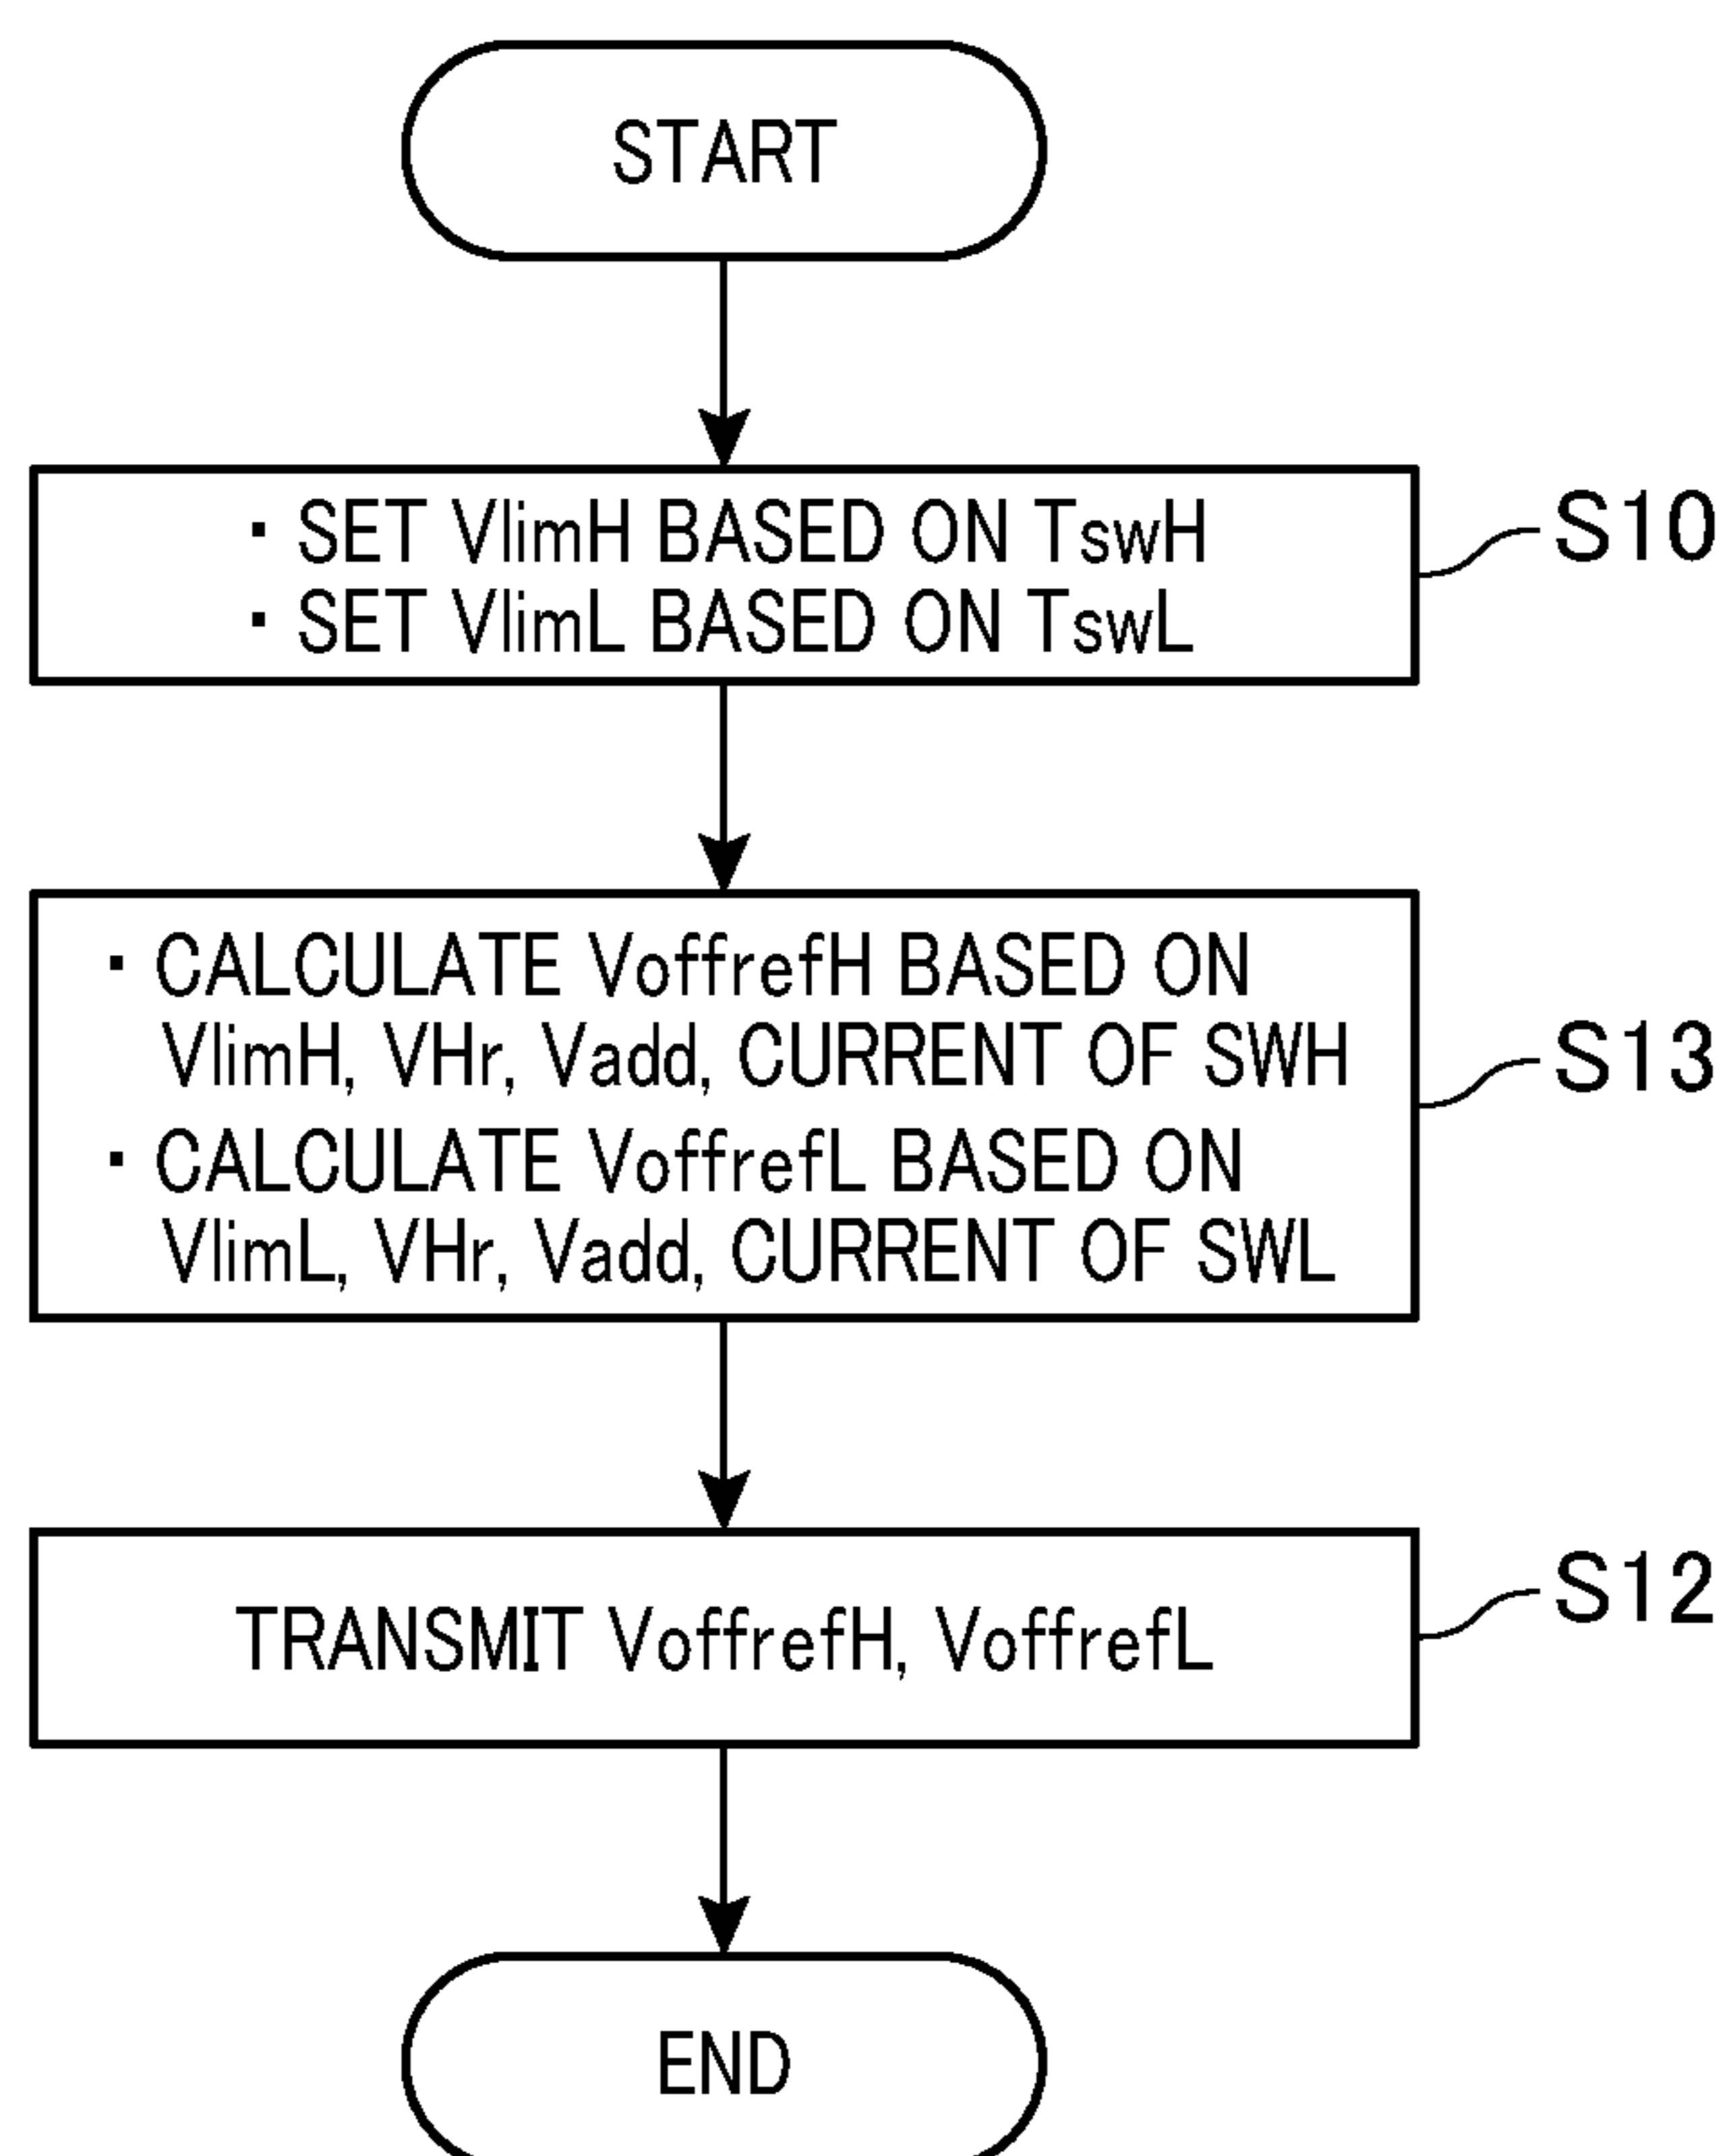 START
・SET VlimH BASED ON TswH
・SET VlimL BASED ON TswL
S10
・CALCULATE VoffrefH BASED ON
VlimH, VHr, Vadd, CURRENT OF SWH
・CALCULATE VoffrefL BASED ON
VlimL, VHr, Vadd, CURRENT OF SWL
S13
TRANSMIT VoffrefH, VoffrefL
S12
END